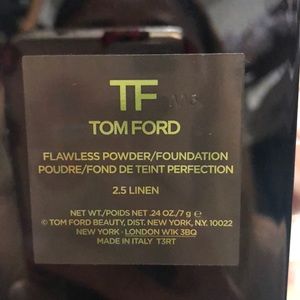 TF
TOM FORD
FLAWLESS POWDER/FOUNDATION
POUDRE/FOND DE TEINT PERFECTION
2.5 LINEN
NET WT./POIDS NET .24 OZ./7 g ℮
© TOM FORD BEAUTY, DIST. NEW YORK, N.Y. 10022
NEW YORK - LONDON W1K 3BQ
MADE IN ITALY T3RT